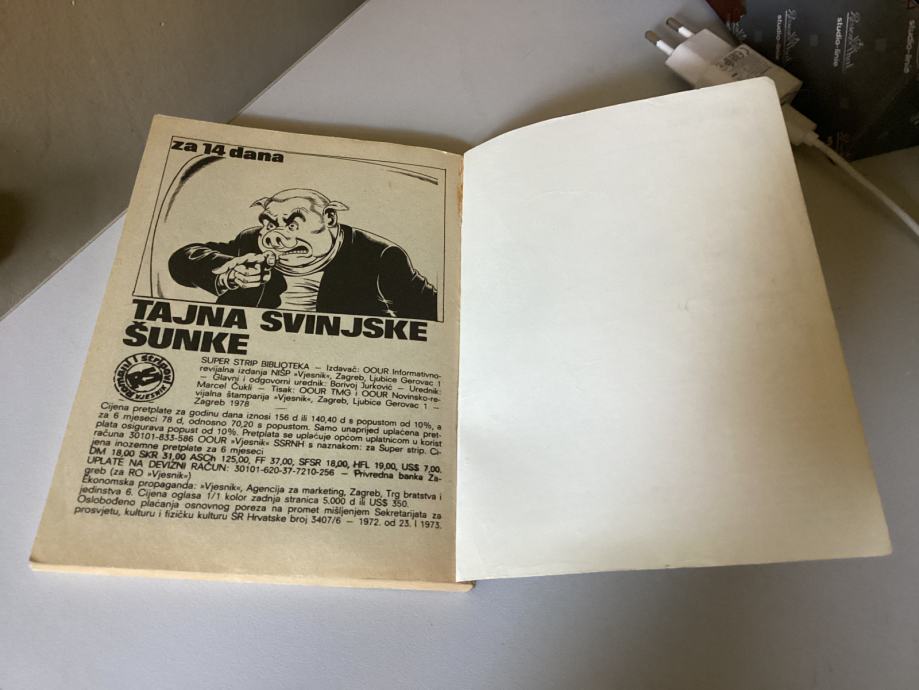 za 14 dana
TAJNA SVINJSKE
ŠUNKE
romani i stripovi
RS
SUPER STRIP BIBLIOTEKA — Izdavač: OOUR Informativno-
revijalna izdanja NIŠP »Vjesnik«, Zagreb, Ljubice Gerovac 1
— Glavni i odgovorni urednik: Borivoj Jurković — Urednik:
Marcel Čukli — Tisak: OOUR TMG i OOUR Novinsko-re-
vijalna štamparija »Vjesnik«, Zagreb, Ljubice Gerovac 1 —
Zagreb 1978
Cijena pretplate za godinu dana iznosi 156 d ili 140,40 d s popustom od 10%, a
za 6 mjeseci 78 d, odnosno 70,20 s popustom. Samo unaprijed uplaćena pret-
plata osigurava popust od 10%. Pretplata se uplaćuje općom uplatnicom u korist
računa 30101-833-586 OOUR »Vjesnik« SSRNH s naznakom: za Super strip. Ci-
jena inozemne pretplate za 6 mjeseci
DM 18,00 SKR 31,00 ASCh 125,00, FF 37,00, SFSR 18,00, HFL 19,00, US$ 7,00.
UPLATE NA DEVIZNI RAČUN: 30101-620-37-7210-256 — Privredna banka Za-
greb (za RO »Vjesnik«)
Ekonomska propaganda: »Vjesnik«, Agencija za marketing, Zagreb, Trg bratstva i
jedinstva 6. Cijena oglasa 1/1 kolor zadnja stranica 5.000 d ili US$ 350.
Oslobođeno plaćanja osnovnog poreza na promet mišljenjem Sekretarijata za
prosvjetu, kulturu i fizičku kulturu SR Hrvatske broj 3407/6 — 1972. od 23. I 1973.
studio-linie
studio-linie